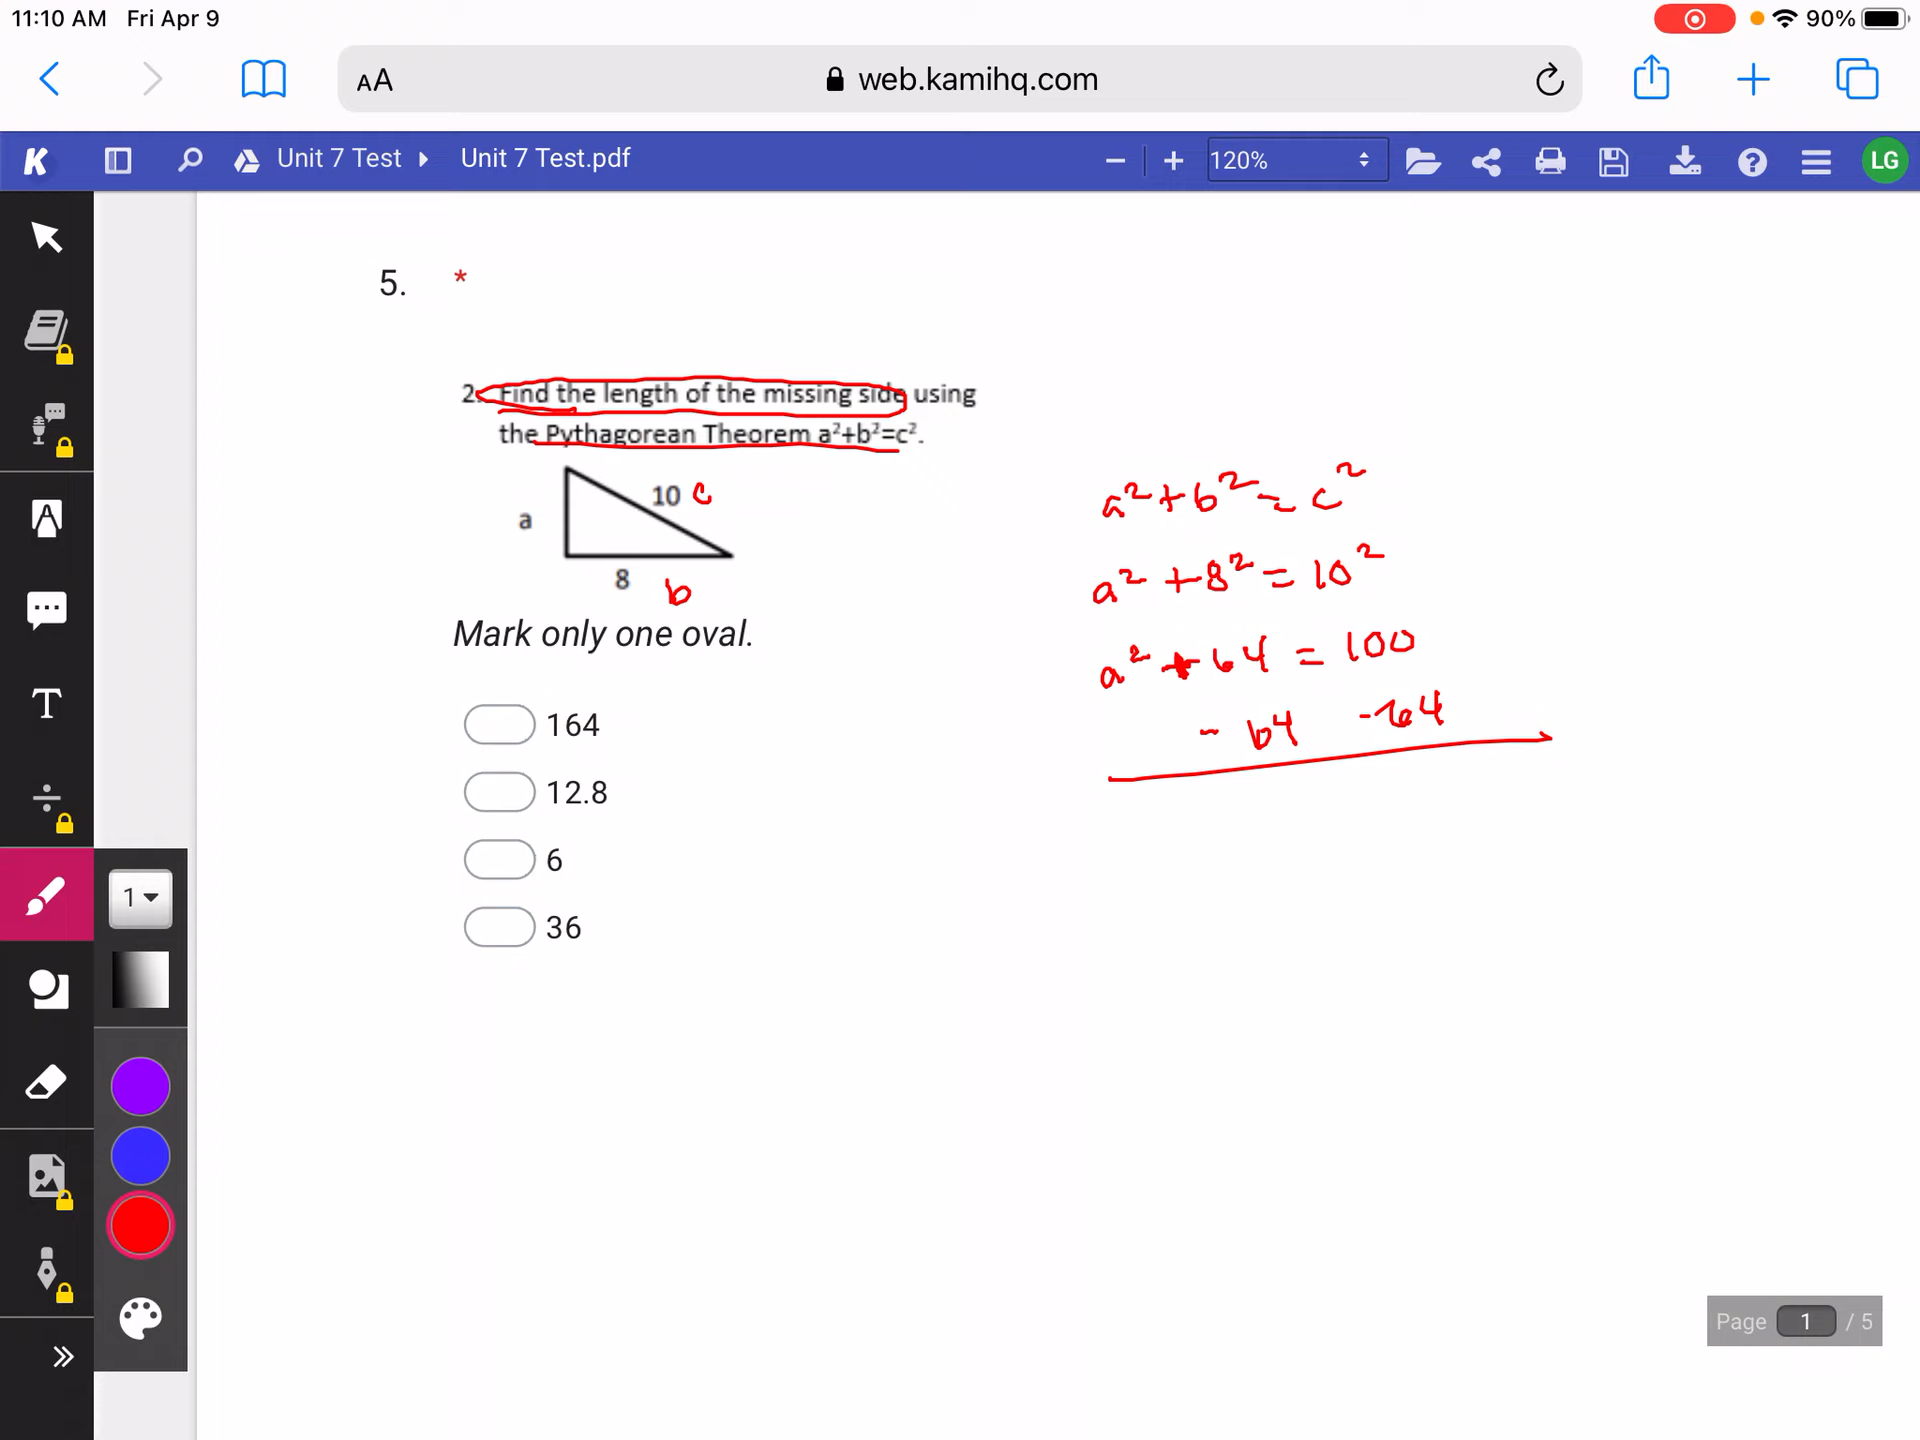 11:10 AM Fri Apr 9
90%
AA
web.kamihq.com
K
Unit 7 Test
Unit 7 Test.pdf
120%
LG
5. *
2. Find the length of the missing side using
the Pythagorean Theorem a²+b²=c².
10 c
a
8
b
Mark only one oval.
164
12.8
6
36
a² + b² = c²
a² + 8² = 10²
a² + 64 = 100
- 64 - 64
T
1
Page 1 / 5